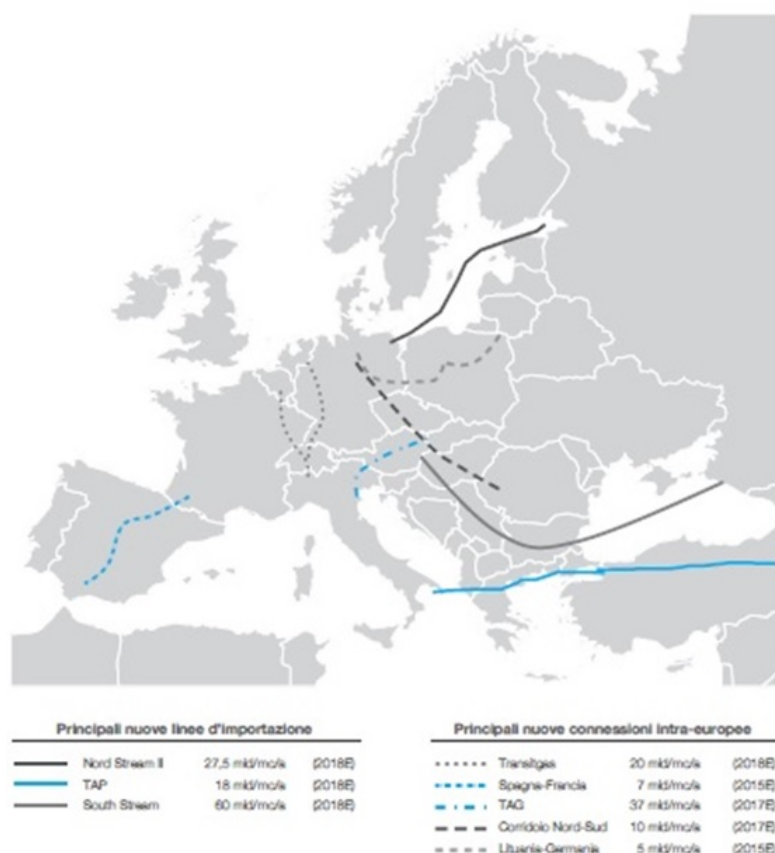 Principali nuove linee d'importazione
Nord Stream II 27,5 mld/mc/a (2018E)
TAP 18 mld/mc/a (2018E)
South Stream 60 mld/mc/a (2018E)
Principali nuove connessioni intra-europee
Transitgas 20 mld/mc/a (2018E)
Spagna-Francia 7 mld/mc/a (2015E)
TAG 37 mld/mc/a (2017E)
Corridoio Nord-Sud 10 mld/mc/a (2017E)
Lituania-Germania 5 mld/mc/a (2015E)